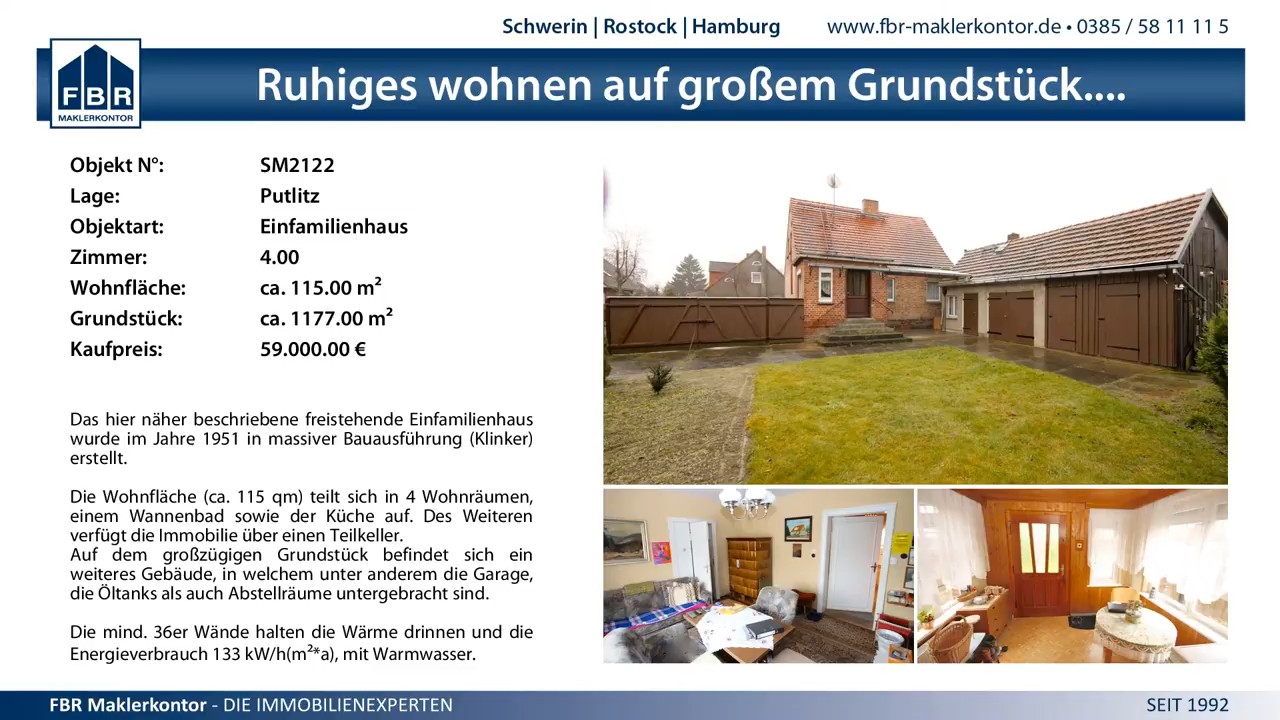 Schwerin | Rostock | Hamburg
www.fbr-maklerkontor.de • 0385 / 58 11 11 5
FBR
MAKLERKONTOR
Ruhiges wohnen auf großem Grundstück....
Objekt N°: SM2122
Lage: Putlitz
Objektart: Einfamilienhaus
Zimmer: 4.00
Wohnfläche: ca. 115.00 m²
Grundstück: ca. 1177.00 m²
Kaufpreis: 59.000.00 €
Das hier näher beschriebene freistehende Einfamilienhaus
wurde im Jahre 1951 in massiver Bauausführung (Klinker)
erstellt.
Die Wohnfläche (ca. 115 qm) teilt sich in 4 Wohnräumen,
einem Wannenbad sowie der Küche auf. Des Weiteren
verfügt die Immobilie über einen Teilkeller.
Auf dem großzügigen Grundstück befindet sich ein
weiteres Gebäude, in welchem unter anderem die Garage,
die Öltanks als auch Abstellräume untergebracht sind.
Die mind. 36er Wände halten die Wärme drinnen und die
Energieverbrauch 133 kW/h(m²*a), mit Warmwasser.
FBR Maklerkontor - DIE IMMOBILIENEXPERTEN
SEIT 1992